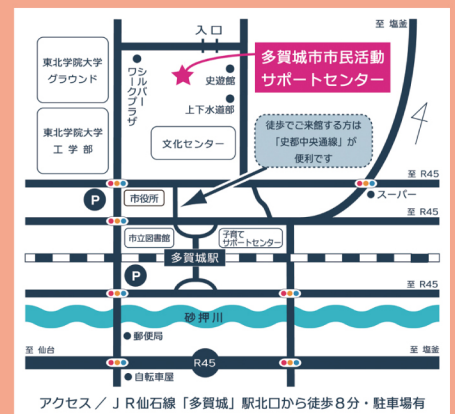 至 塩釜
入口
多賀城市市民活動
サポートセンター
東北学院大学
グラウンド
シルバー
ワークプラザ
史遊館
上下水道部
東北学院大学
工学部
文化センター
徒歩でご来館する方は
「史都中央通線」が
便利です
至 R45
P
市役所
スーパー
至 R45
市立図書館
子育て
サポートセンター
多賀城駅
P
至 R45
砂押川
郵便局
至 仙台
R45
至 塩釜
自転車屋
アクセス／ＪＲ仙石線「多賀城」駅北口から徒歩８分・駐車場有